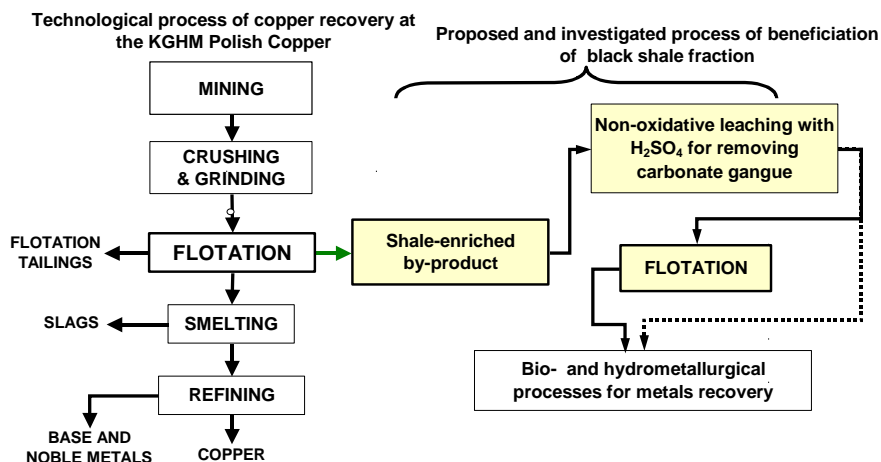 Technological process of copper recovery at
the KGHM Polish Copper
MINING
CRUSHING
& GRINDING
FLOTATION
FLOTATION
TAILINGS
SMELTING
SLAGS
REFINING
BASE AND
NOBLE METALS
COPPER
Proposed and investigated process of beneficiation
of black shale fraction
Shale-enriched
by-product
Non-oxidative leaching with
H₂SO₄ for removing
carbonate gangue
FLOTATION
Bio- and hydrometallurgical
processes for metals recovery